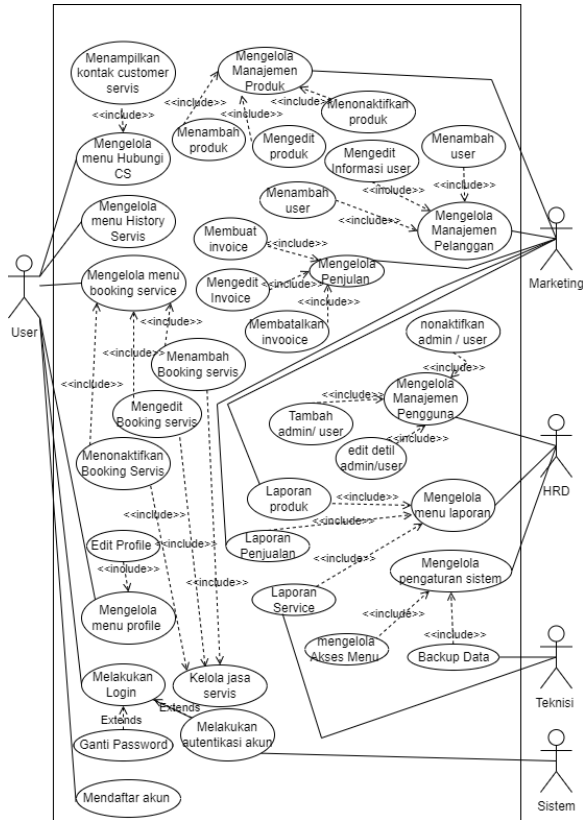 Menampilkan
kontak customer
servis
<<include>>
Mengelola
menu Hubungi
CS
Mengelola
Manajemen
Produk
<<include>>
<<include>>
<<include>>
Menambah
produk
Mengedit
produk
Menonaktifkan
produk
Mengedit
Informasi user
Menambah
user
<<include>>
<<include>>
Menambah
user
<<include>>
Mengelola
Manajemen
Pelanggan
Marketing
Mengelola
menu History
Servis
Membuat
invoice
<<include>>
Mengelola
Penjulan
Mengedit
Invoice
<<include>>
<<include>>
Membatalkan
invooice
User
Mengelola menu
booking service
<<include>>
<<include>>
<<include>>
Menambah
Booking servis
Mengedit
Booking servis
Menonaktifkan
Booking Servis
nonaktifkan
admin / user
<<include>>
Mengelola
Manajemen
Pengguna
<<include>>
Tambah
admin/ user
<<include>>
edit detil
admin/user
HRD
Laporan
produk
<<include>>
Mengelola
menu laporan
Laporan
Penjualan
<<include>>
Laporan
Service
<<include>>
<<include>>
<<include>>
<<include>>
Edit Profile
<<include>>
Mengelola
menu profile
Mengelola
pengaturan sistem
<<include>>
<<include>>
mengelola
Akses Menu
Backup Data
Teknisi
Melakukan
Login
Kelola jasa
servis
Extends
Extends
Ganti Password
Melakukan
autentikasi akun
Sistem
Mendaftar akun